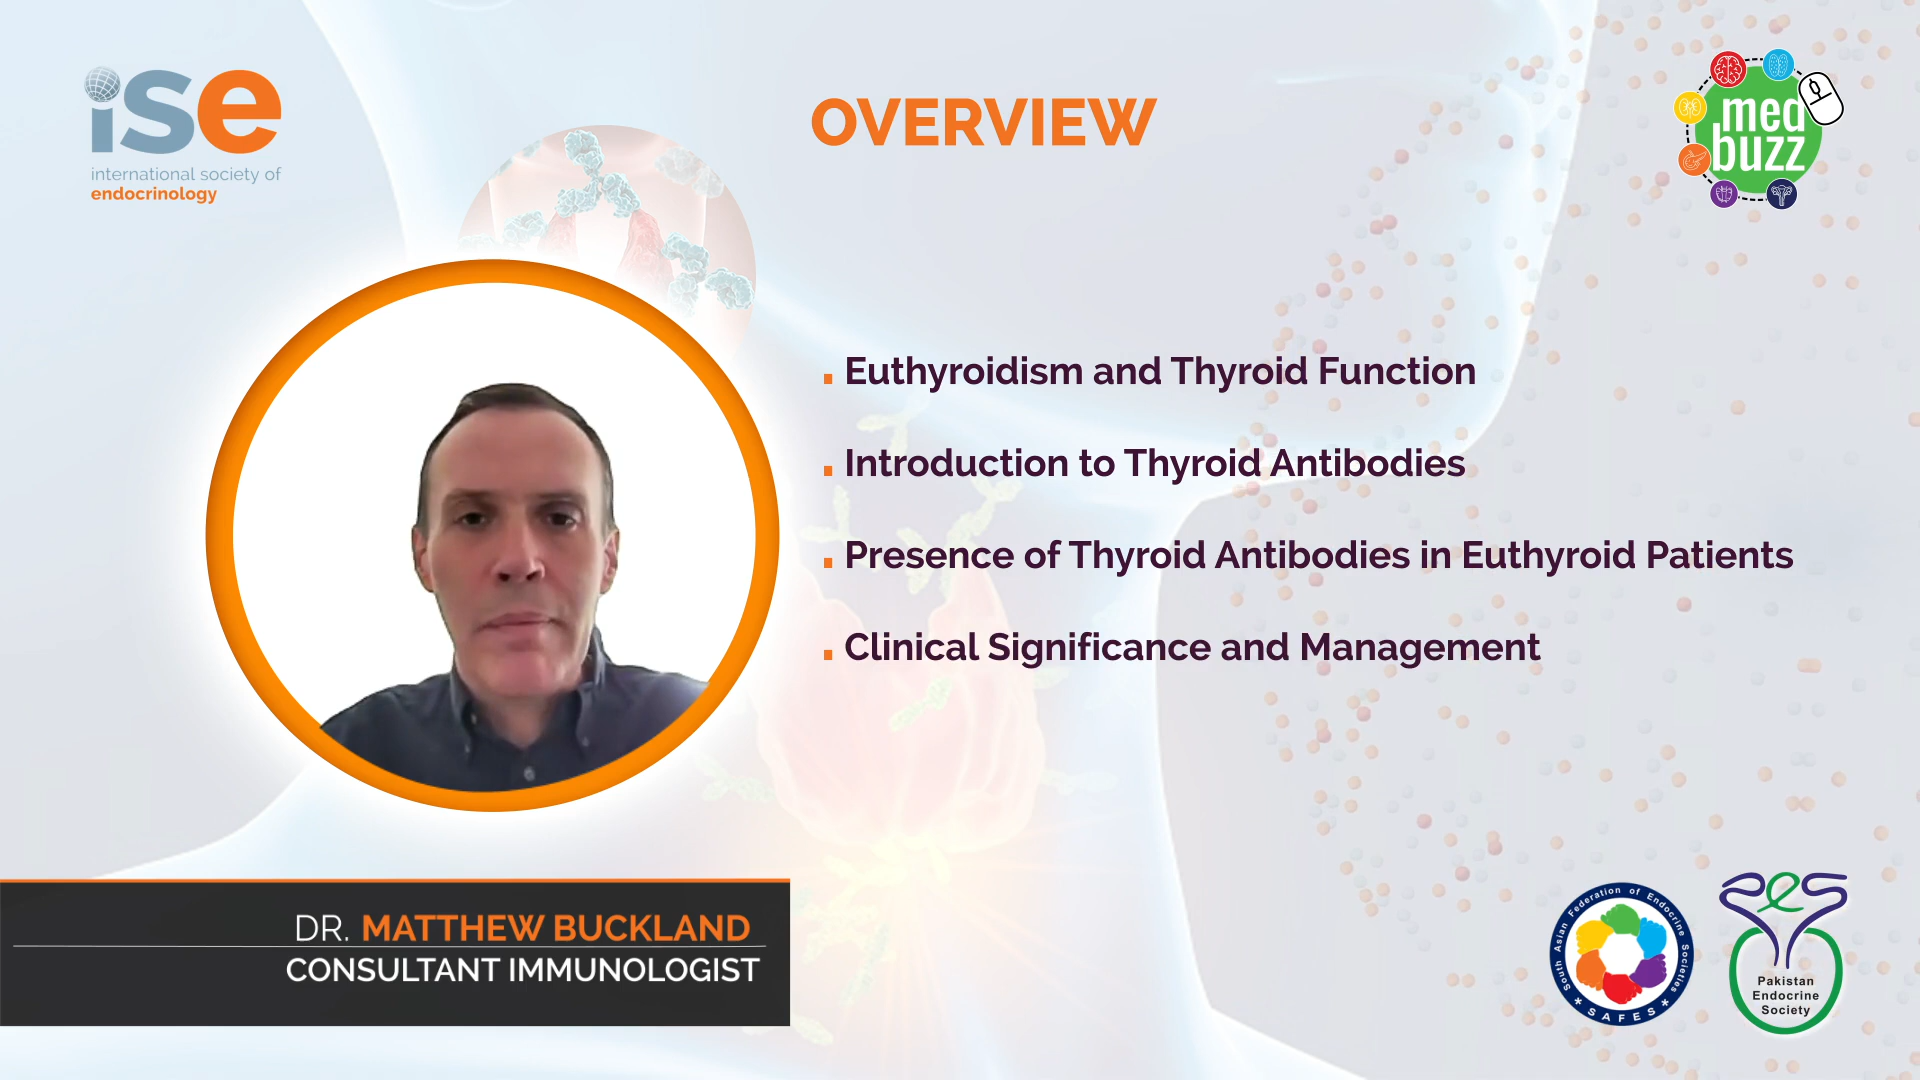 ise
international society of
endocrinology
OVERVIEW
med
buzz
Euthyroidism and Thyroid Function
Introduction to Thyroid Antibodies
Presence of Thyroid Antibodies in Euthyroid Patients
Clinical Significance and Management
DR. MATTHEW BUCKLAND
CONSULTANT IMMUNOLOGIST
South Asian Federation of Endocrine Societies
* SAFES *
PES
Pakistan
Endocrine
Society